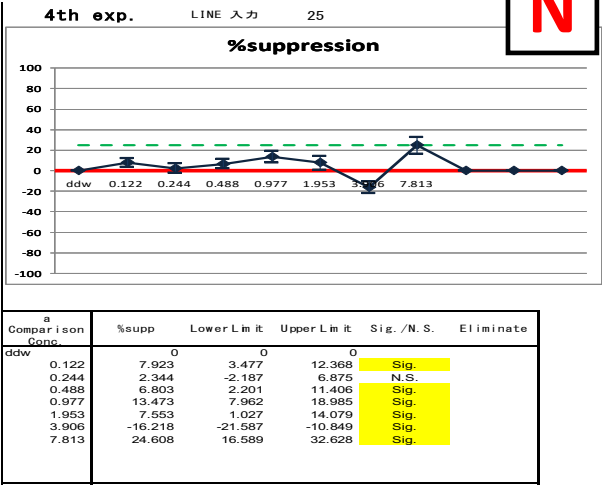 4th exp. LINE 入力 25
N
%suppression
100
80
60
40
20
0
-20
-40
-60
-80
-100
ddw 0.122 0.244 0.488 0.977 1.953 3.906 7.813
a
Comparison Conc. %supp LowerLimit UpperLimit Sig./N.S. Eliminate
ddw 0 0 0
0.122 7.923 3.477 12.368 Sig.
0.244 2.344 -2.187 6.875 N.S.
0.488 6.803 2.201 11.406 Sig.
0.977 13.473 7.962 18.985 Sig.
1.953 7.553 1.027 14.079 Sig.
3.906 -16.218 -21.587 -10.849 Sig.
7.813 24.608 16.589 32.628 Sig.